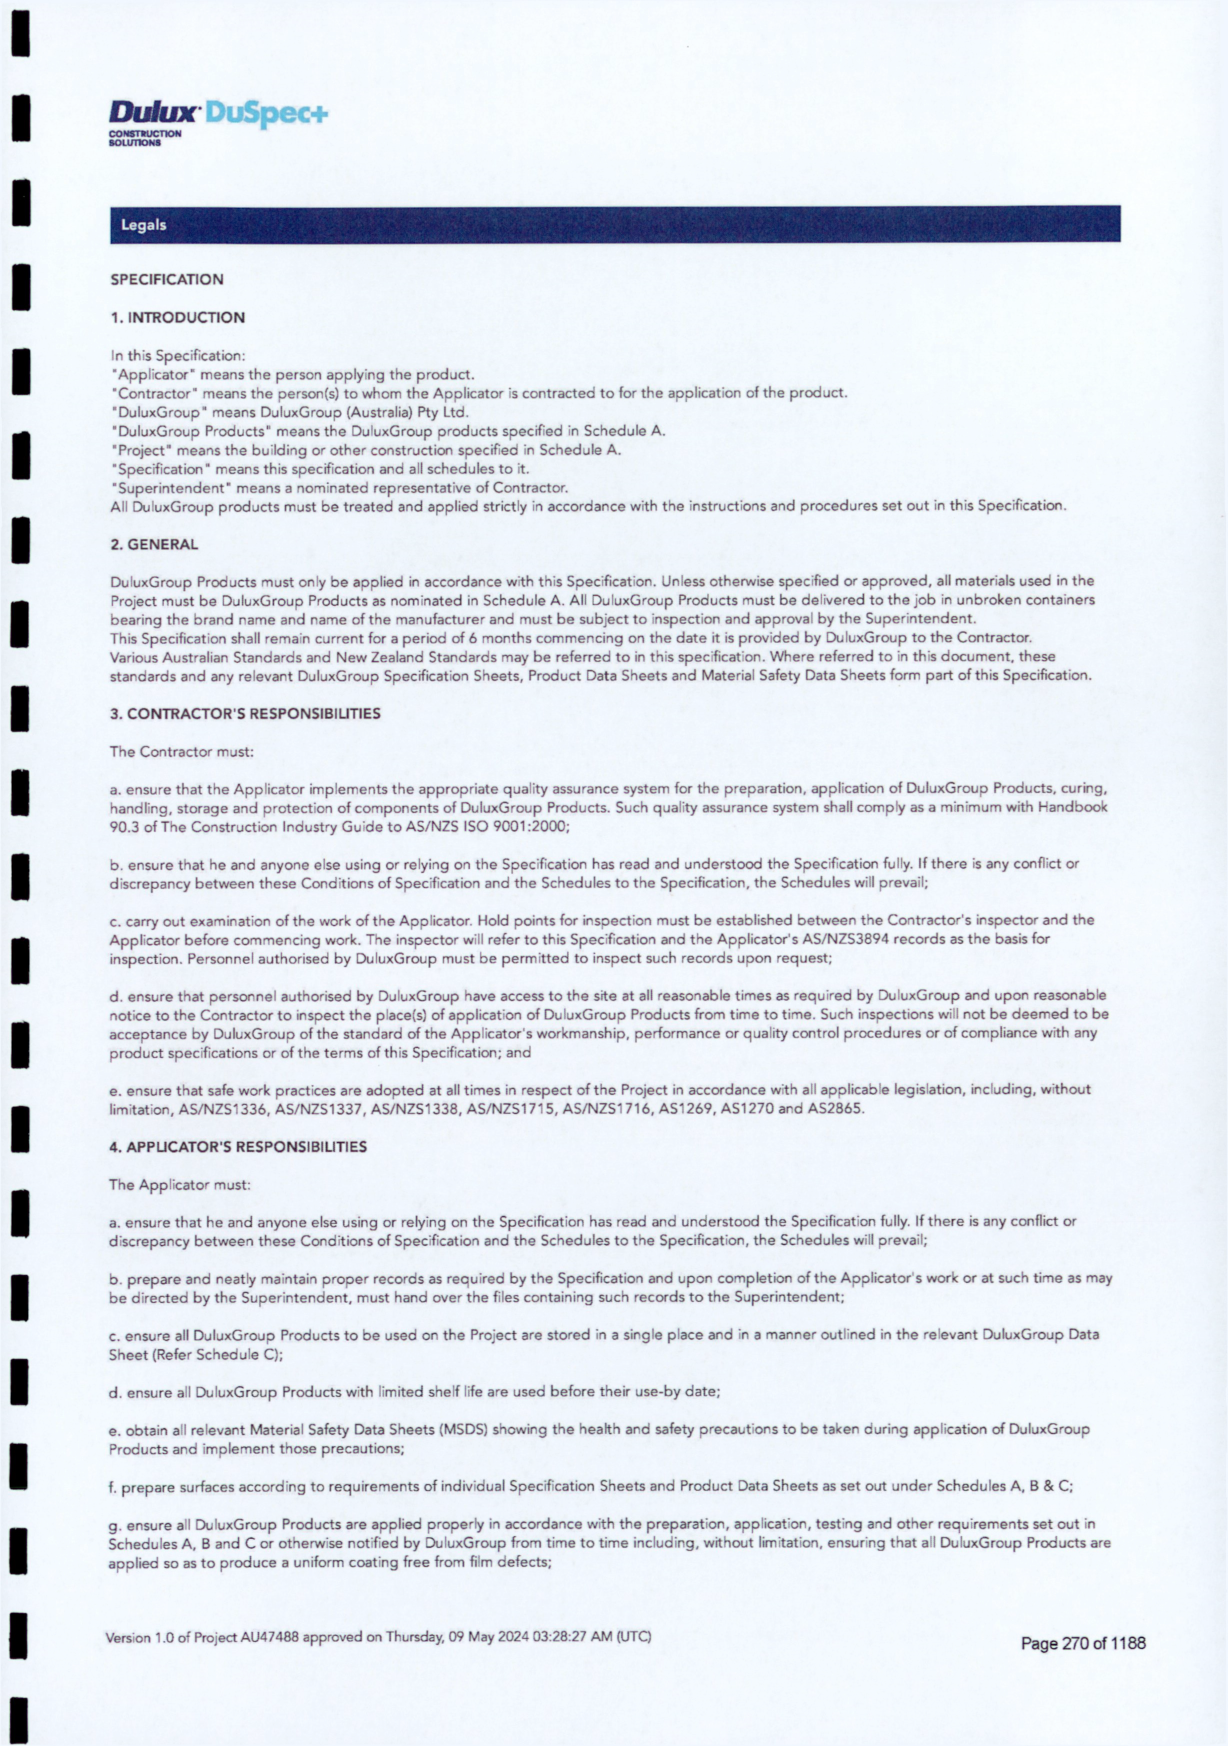 Dulux DuSpec+
CONSTRUCTION
SOLUTIONS
Legals
SPECIFICATION
1. INTRODUCTION
In this Specification:
"Applicator" means the person applying the product.
"Contractor" means the person(s) to whom the Applicator is contracted to for the application of the product.
"DuluxGroup" means DuluxGroup (Australia) Pty Ltd.
"DuluxGroup Products" means the DuluxGroup products specified in Schedule A.
"Project" means the building or other construction specified in Schedule A.
"Specification" means this specification and all schedules to it.
"Superintendent" means a nominated representative of Contractor.
All DuluxGroup products must be treated and applied strictly in accordance with the instructions and procedures set out in this Specification.
2. GENERAL
DuluxGroup Products must only be applied in accordance with this Specification. Unless otherwise specified or approved, all materials used in the
Project must be DuluxGroup Products as nominated in Schedule A. All DuluxGroup Products must be delivered to the job in unbroken containers
bearing the brand name and name of the manufacturer and must be subject to inspection and approval by the Superintendent.
This Specification shall remain current for a period of 6 months commencing on the date it is provided by DuluxGroup to the Contractor.
Various Australian Standards and New Zealand Standards may be referred to in this specification. Where referred to in this document, these
standards and any relevant DuluxGroup Specification Sheets, Product Data Sheets and Material Safety Data Sheets form part of this Specification.
3. CONTRACTOR'S RESPONSIBILITIES
The Contractor must:
a. ensure that the Applicator implements the appropriate quality assurance system for the preparation, application of DuluxGroup Products, curing,
handling, storage and protection of components of DuluxGroup Products. Such quality assurance system shall comply as a minimum with Handbook
90.3 of The Construction Industry Guide to AS/NZS ISO 9001:2000;
b. ensure that he and anyone else using or relying on the Specification has read and understood the Specification fully. If there is any conflict or
discrepancy between these Conditions of Specification and the Schedules to the Specification, the Schedules will prevail;
c. carry out examination of the work of the Applicator. Hold points for inspection must be established between the Contractor's inspector and the
Applicator before commencing work. The inspector will refer to this Specification and the Applicator's AS/NZS3894 records as the basis for
inspection. Personnel authorised by DuluxGroup must be permitted to inspect such records upon request;
d. ensure that personnel authorised by DuluxGroup have access to the site at all reasonable times as required by DuluxGroup and upon reasonable
notice to the Contractor to inspect the place(s) of application of DuluxGroup Products from time to time. Such inspections will not be deemed to be
acceptance by DuluxGroup of the standard of the Applicator's workmanship, performance or quality control procedures or of compliance with any
product specifications or of the terms of this Specification; and
e. ensure that safe work practices are adopted at all times in respect of the Project in accordance with all applicable legislation, including, without
limitation, AS/NZS1336, AS/NZS1337, AS/NZS1338, AS/NZS1715, AS/NZS1716, AS1269, AS1270 and AS2865.
4. APPLICATOR'S RESPONSIBILITIES
The Applicator must:
a. ensure that he and anyone else using or relying on the Specification has read and understood the Specification fully. If there is any conflict or
discrepancy between these Conditions of Specification and the Schedules to the Specification, the Schedules will prevail;
b. prepare and neatly maintain proper records as required by the Specification and upon completion of the Applicator's work or at such time as may
be directed by the Superintendent, must hand over the files containing such records to the Superintendent;
c. ensure all DuluxGroup Products to be used on the Project are stored in a single place and in a manner outlined in the relevant DuluxGroup Data
Sheet (Refer Schedule C);
d. ensure all DuluxGroup Products with limited shelf life are used before their use-by date;
e. obtain all relevant Material Safety Data Sheets (MSDS) showing the health and safety precautions to be taken during application of DuluxGroup
Products and implement those precautions;
f. prepare surfaces according to requirements of individual Specification Sheets and Product Data Sheets as set out under Schedules A, B & C;
g. ensure all DuluxGroup Products are applied properly in accordance with the preparation, application, testing and other requirements set out in
Schedules A, B and C or otherwise notified by DuluxGroup from time to time including, without limitation, ensuring that all DuluxGroup Products are
applied so as to produce a uniform coating free from film defects;
Version 1.0 of Project AU47488 approved on Thursday, 09 May 2024 03:28:27 AM (UTC)
Page 270 of 1188